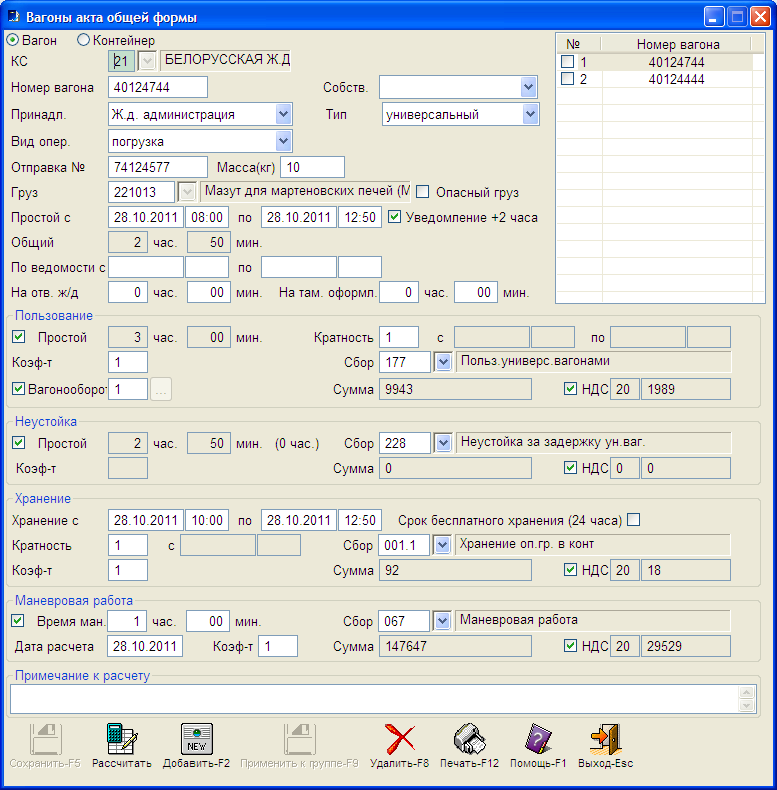 Вагоны акта общей формы
Вагон Контейнер
КС 21 БЕЛОРУССКАЯ Ж.Д
Номер вагона 40124744 Собств.
Принадл. Ж.д. администрация Тип универсальный
Вид опер. погрузка
Отправка № 74124577 Масса(кг) 10
Груз 221013 Мазут для мартеновских печей (М Опасный груз
Простой с 28.10.2011 08:00 по 28.10.2011 12:50 Уведомление +2 часа
Общий 2 час. 50 мин.
По ведомости с по
На отв. ж/д 0 час. 00 мин. На там. оформл. 0 час. 00 мин.
№ Номер вагона
1 40124744
2 40124444
Пользование
Простой 3 час. 00 мин. Кратность 1 с по
Коэф-т 1 Сбор 177 Польз.универс.вагонами
Вагонооборот 1 ... Сумма 9943 НДС 20 1989
Неустойка
Простой 2 час. 50 мин. (0 час.) Сбор 228 Неустойка за задержку ун.ваг.
Коэф-т Сумма 0 НДС 0 0
Хранение
Хранение с 28.10.2011 10:00 по 28.10.2011 12:50 Срок бесплатного хранения (24 часа)
Кратность 1 с Сбор 001.1 Хранение оп.гр. в конт
Коэф-т 1 Сумма 92 НДС 20 18
Маневровая работа
Время ман. 1 час. 00 мин. Сбор 067 Маневровая работа
Дата расчета 28.10.2011 Коэф-т 1 Сумма 147647 НДС 20 29529
Примечание к расчету
NEW
Сохранить-F5 Рассчитать Добавить-F2 Применить к группе-F9 Удалить-F8 Печать-F12 Помощь-F1 Выход-Esc